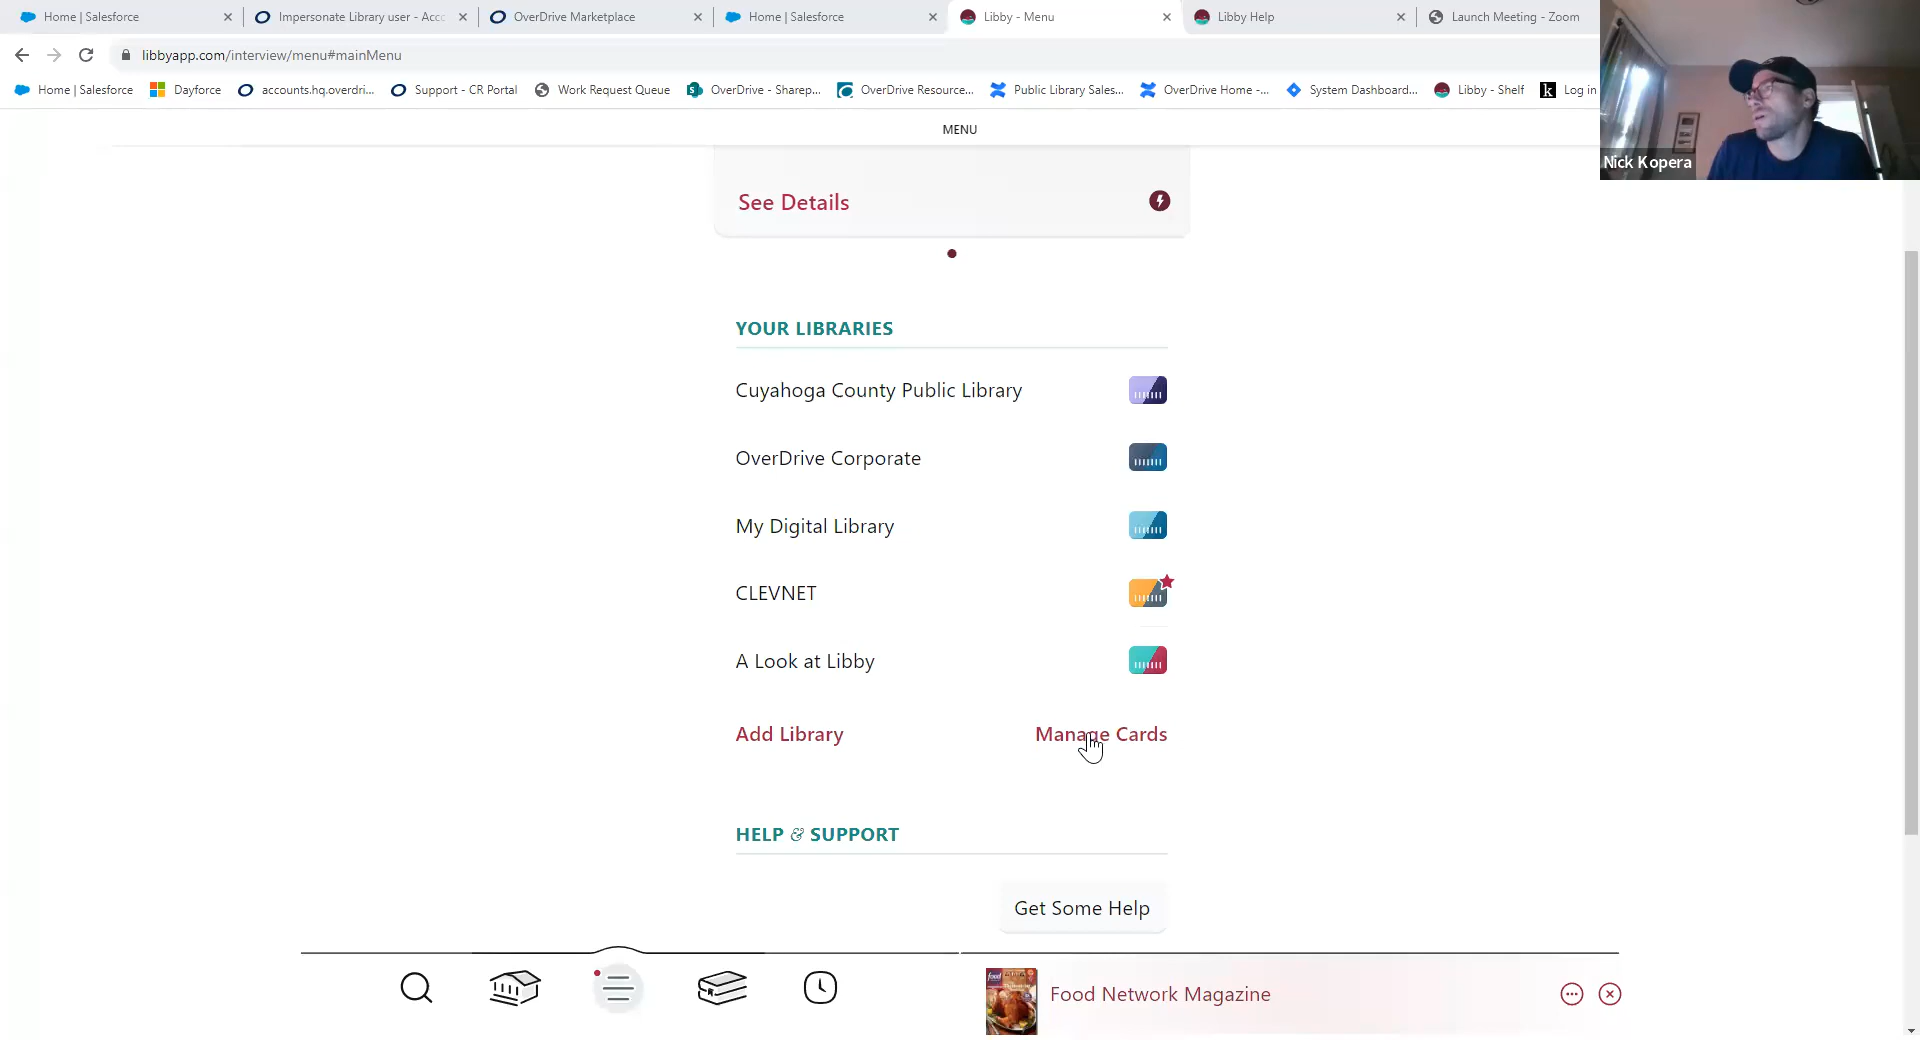 Home | Salesforce
Impersonate Library user - Acc
OverDrive Marketplace
Home | Salesforce
Libby - Menu
Libby Help
Launch Meeting - Zoom
libbyapp.com/interview/menu#mainMenu
Home | Salesforce
Dayforce
accounts.hq.overdri...
Support - CR Portal
Work Request Queue
OverDrive - Sharep...
OverDrive Resource...
Public Library Sales...
OverDrive Home -...
System Dashboard...
Libby - Shelf
Log in
Nick Kopera
MENU
See Details
YOUR LIBRARIES
Cuyahoga County Public Library
OverDrive Corporate
My Digital Library
CLEVNET
A Look at Libby
Add Library
Manage Cards
HELP & SUPPORT
Get Some Help
Food Network Magazine